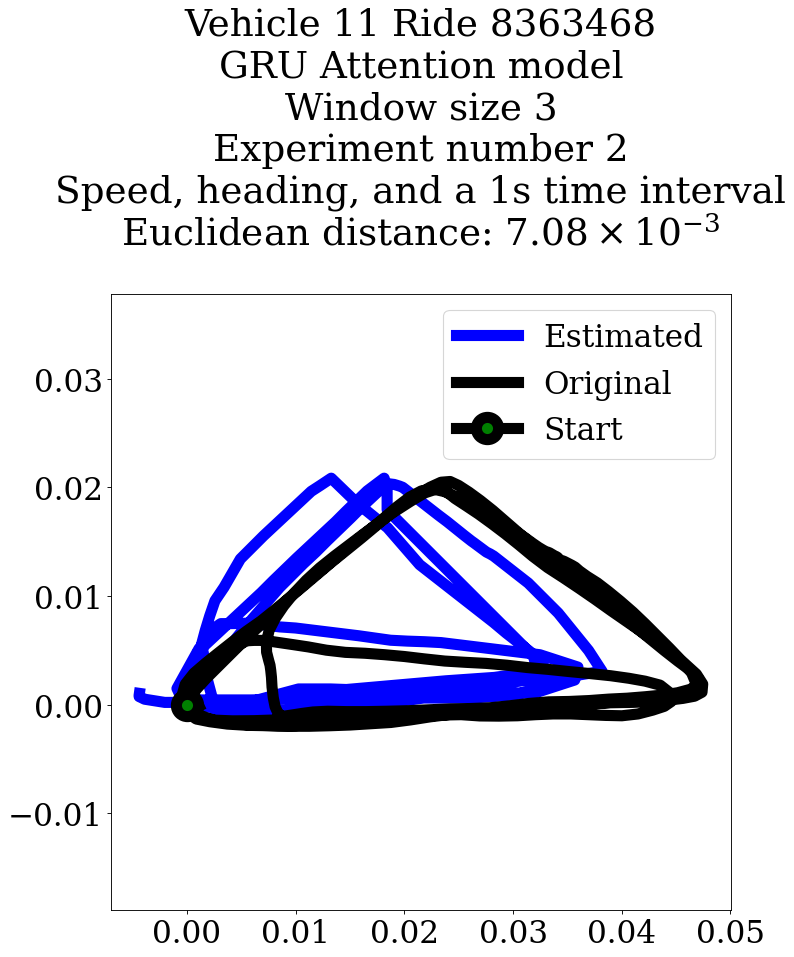 Vehicle 11 Ride 8363468
GRU Attention model
Window size 3
Experiment number 2
Speed, heading, and a 1s time interval
Euclidean distance: 7.08 × 10⁻³
Estimated
Original
Start
0.03
0.02
0.01
0.00
−0.01
0.00 0.01 0.02 0.03 0.04 0.05